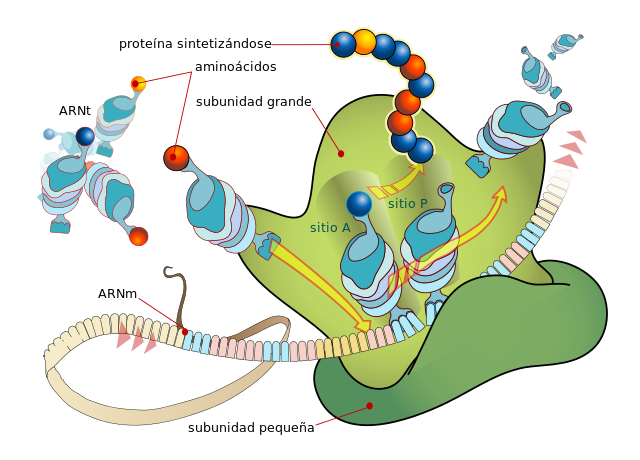 proteína sintetizándose
aminoácidos
subunidad grande
ARNt
sitio P
sitio A
ARNm
subunidad pequeña